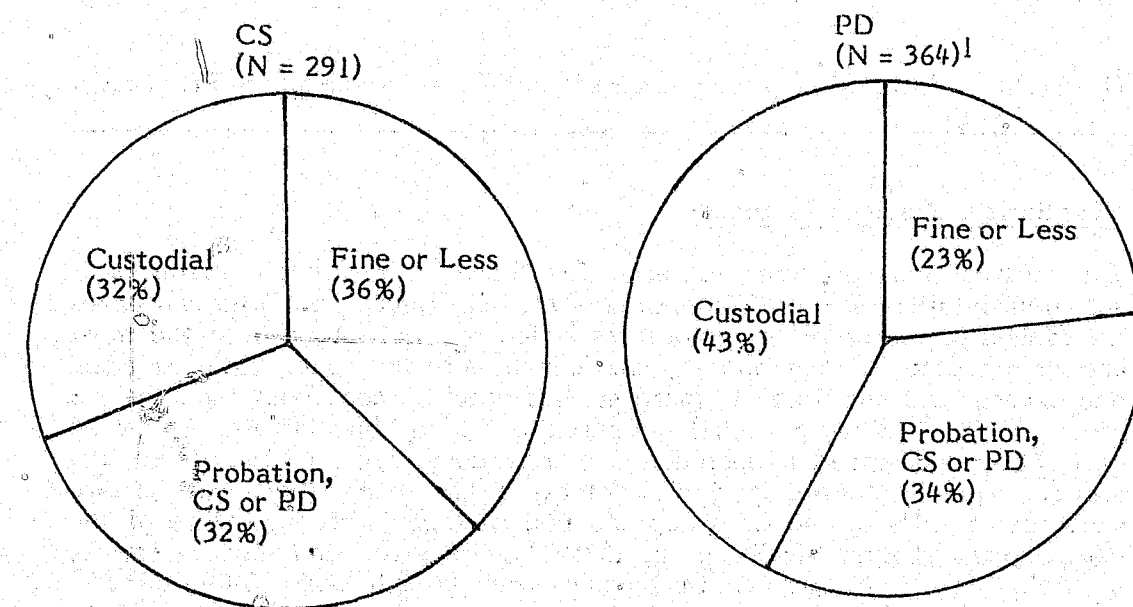 CS
(N = 291)
Custodial
(32%)
Fine or Less
(36%)
Probation,
CS or PD
(32%)
PD
(N = 364)1
Fine or Less
(23%)
Custodial
(43%)
Probation,
CS or PD
(34%)